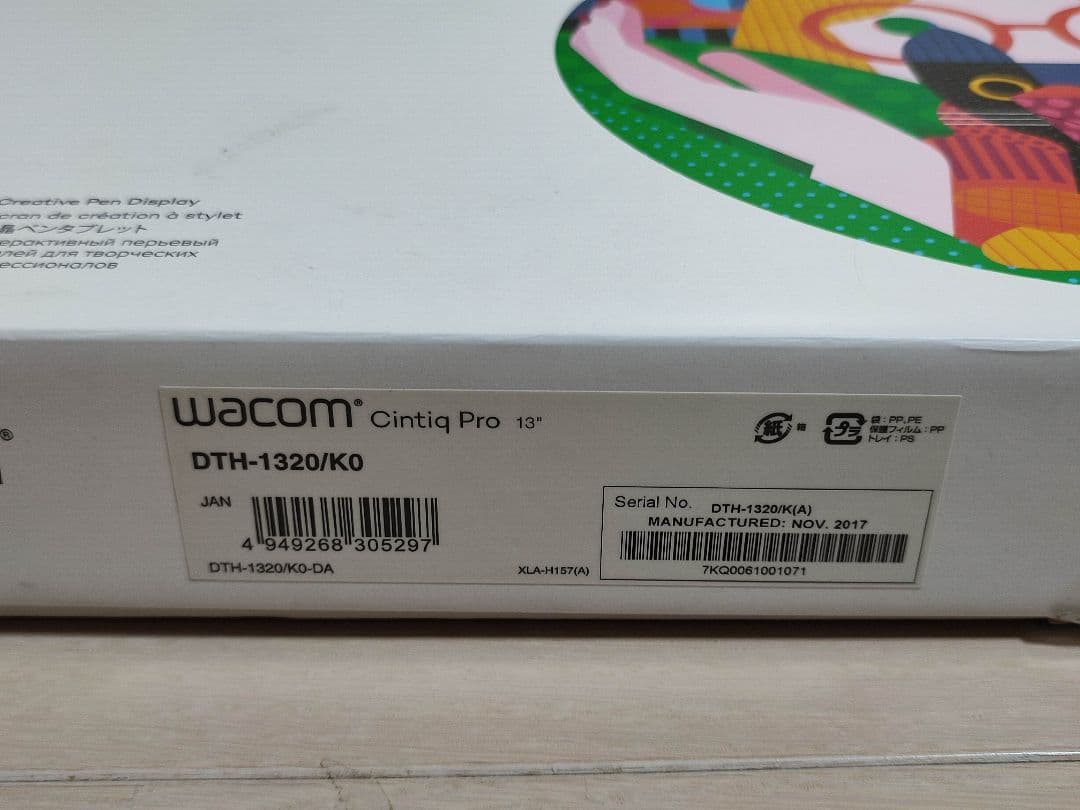 Creative Pen Display
cran de création à stylet
晶ペンタブレット
ерактивный перьевый
лей для творческих
ессионалов
®
wacom® Cintiq Pro 13"
DTH-1320/K0
紙 箱
プラ
袋：PP, PE
保護フィルム：PP
トレイ：PS
JAN
4 949268 305297
DTH-1320/K0-DA
XLA-H157(A)
Serial No. DTH-1320/K(A)
MANUFACTURED: NOV. 2017
7KQ0061001071